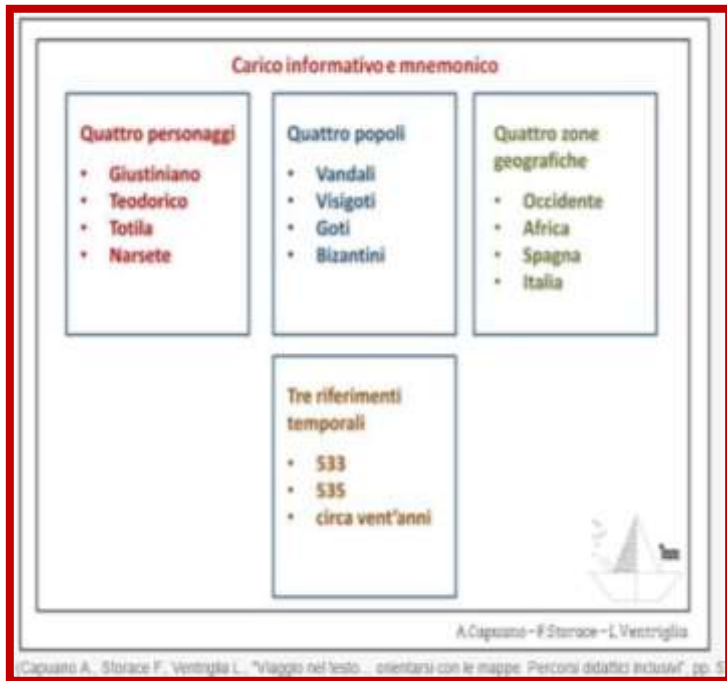 Carico informativo e mnemonico
Quattro personaggi
• Giustiniano
• Teodorico
• Totila
• Narsete
Quattro popoli
• Vandali
• Visigoti
• Goti
• Bizantini
Quattro zone
geografiche
• Occidente
• Africa
• Spagna
• Italia
Tre riferimenti
temporali
• 533
• 535
• circa vent'anni
A.Capuano-F.Storace-L.Ventriglia
(Capuano A., Storace F., Ventriglia L., "Viaggio nel testo... orientarsi con le mappe. Percorsi didattici inclusivi", pp. 5